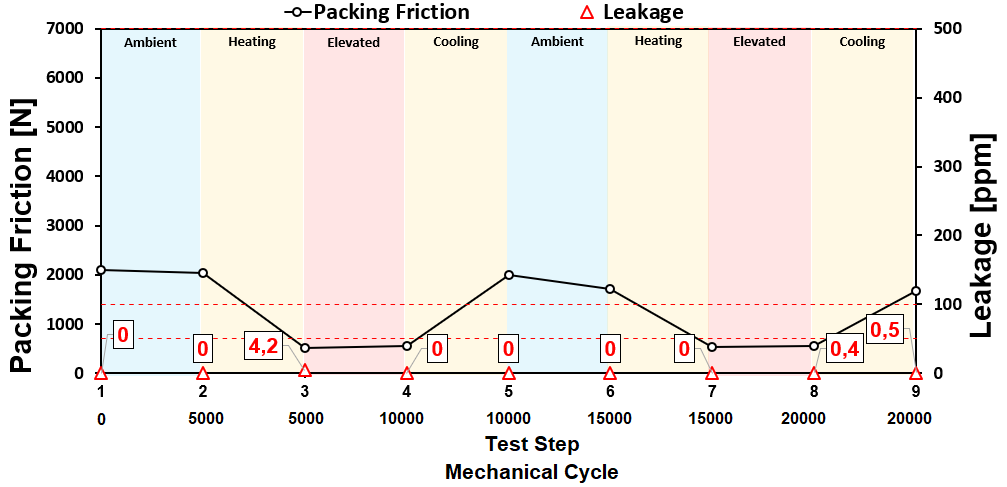 Packing Friction Leakage
7000 Ambient Heating Elevated Cooling Ambient Heating Elevated Cooling 500
6000
400
5000
4000
300
3000
200
2000
100
1000
0
0
4,2
0
0
0
0
0,4
0,5
0 0
Packing Friction [N]
Leakage [ppm]
1 2 3 4 5 6 7 8 9
0 5000 5000 10000 10000 15000 15000 20000 20000
Test Step
Mechanical Cycle